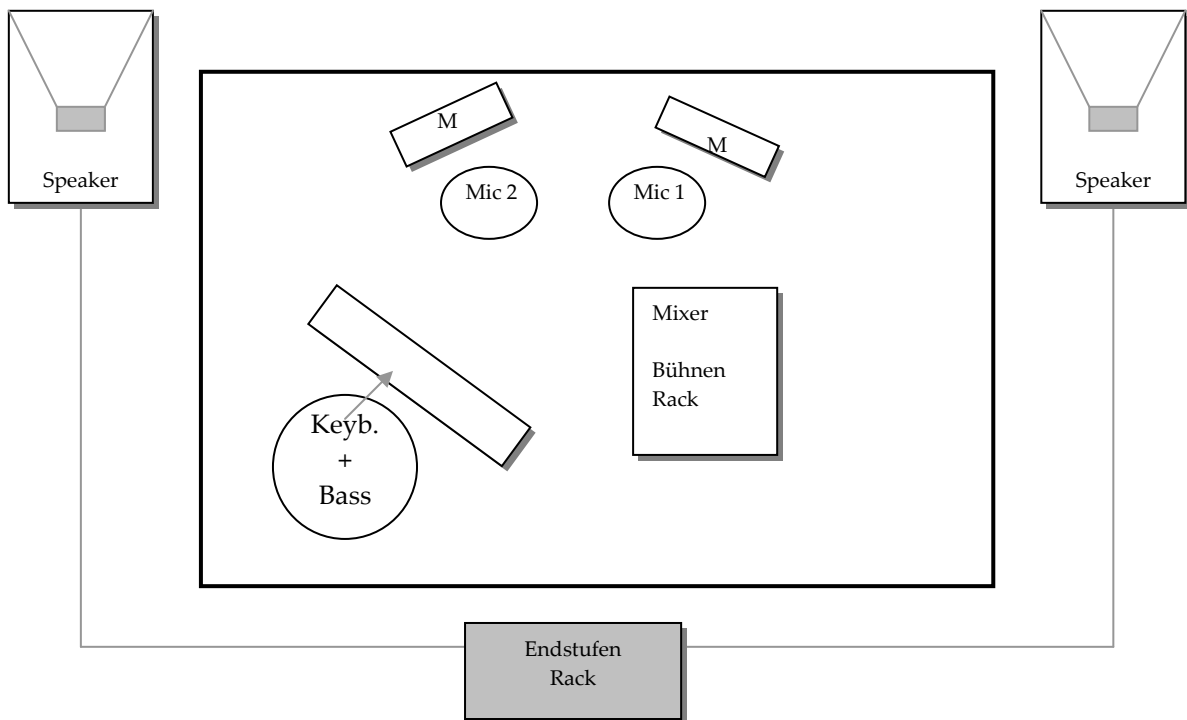 M
M
Mic 2
Mic 1
Speaker
Speaker
Mixer
Bühnen
Rack
Keyb.
+
Bass
Endstufen
Rack